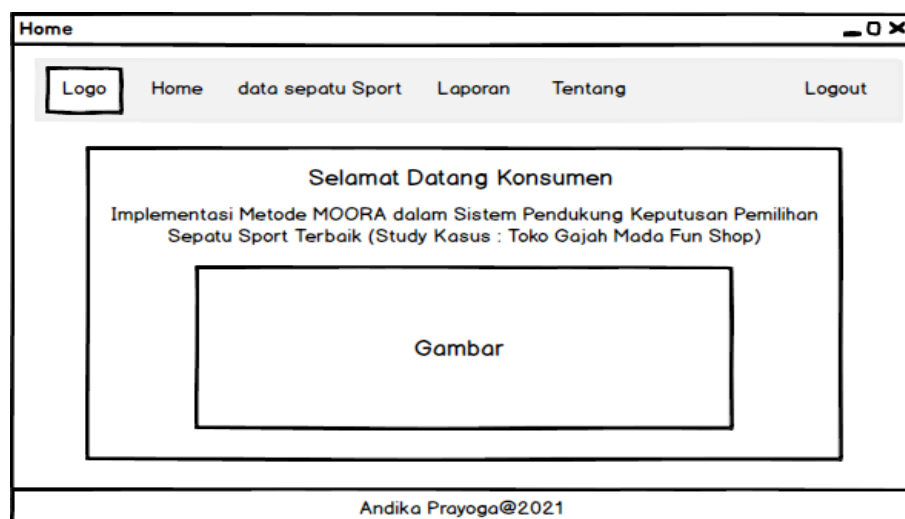 Home
Logo Home data sepatu Sport Laporan Tentang Logout
Selamat Datang Konsumen
Implementasi Metode MOORA dalam Sistem Pendukung Keputusan Pemilihan
Sepatu Sport Terbaik (Study Kasus : Toko Gajah Mada Fun Shop)
Gambar
Andika Prayoga@2021